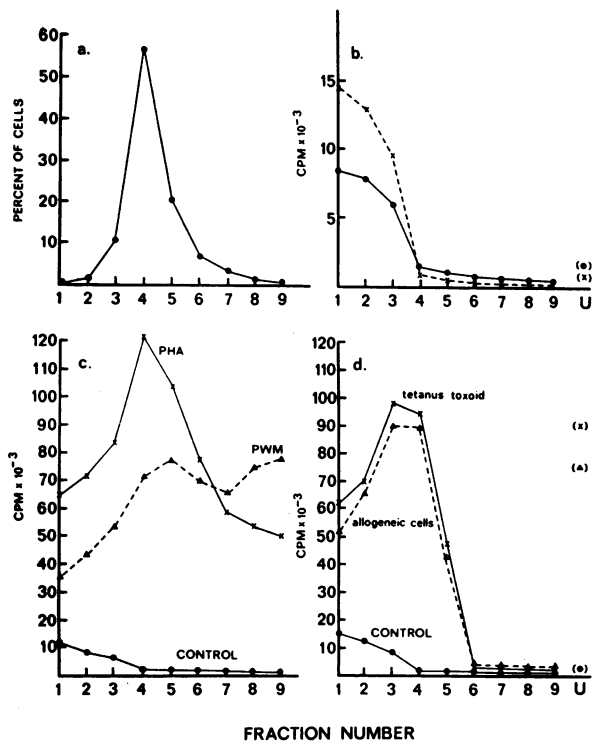 a.
PERCENT OF CELLS
60
50
40
30
20
10
1 2 3 4 5 6 7 8 9
b.
CPM x 10⁻³
15
10
5
(●)
(x)
1 2 3 4 5 6 7 8 9 U
c.
CPM x 10⁻³
120
110
100
90
80
70
60
50
40
30
20
10
PHA
PWM
CONTROL
1 2 3 4 5 6 7 8 9
d.
CPM x 10⁻³
120
110
100
90
80
70
60
50
40
30
20
10
tetanus toxoid
(x)
(▲)
allogeneic cells
CONTROL
(●)
1 2 3 4 5 6 7 8 9 U
FRACTION NUMBER